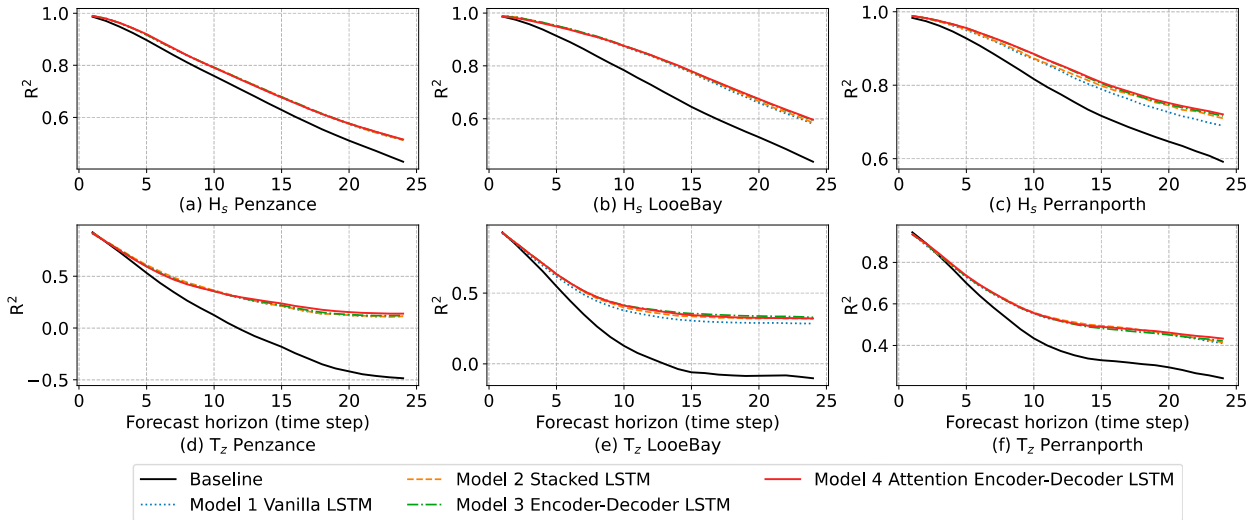 R²
1.0
0.8
0.6
0 5 10 15 20 25
(a) Hₛ Penzance
R²
1.0
0.8
0.6
0 5 10 15 20 25
(b) Hₛ LooeBay
R²
1.0
0.8
0.6
0 5 10 15 20 25
(c) Hₛ Perranporth
R²
0.5
0.0
−0.5
0 5 10 15 20 25
Forecast horizon (time step)
(d) T_z Penzance
R²
0.5
0.0
0 5 10 15 20 25
Forecast horizon (time step)
(e) T_z LooeBay
R²
0.8
0.6
0.4
0 5 10 15 20 25
Forecast horizon (time step)
(f) T_z Perranporth
Baseline
Model 1 Vanilla LSTM
Model 2 Stacked LSTM
Model 3 Encoder-Decoder LSTM
Model 4 Attention Encoder-Decoder LSTM